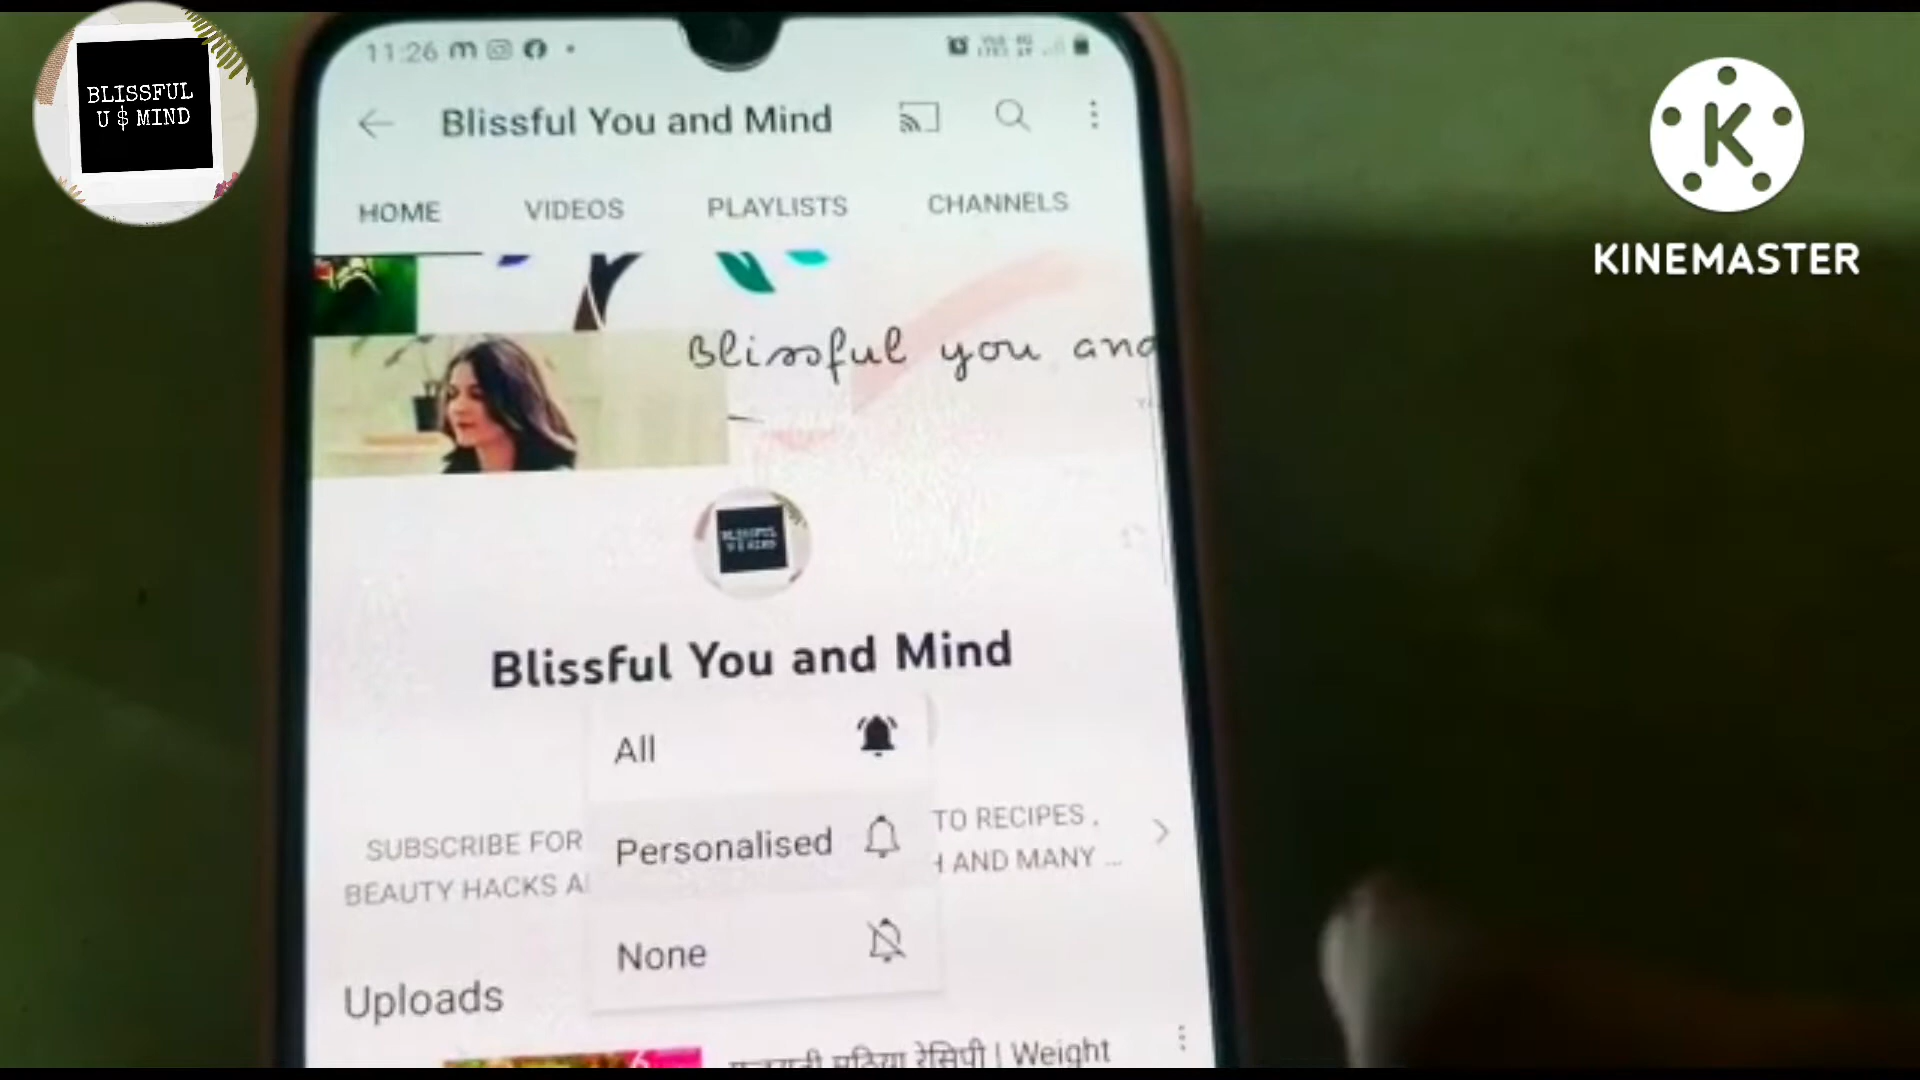 BLISSFUL
U $ MIND
KINEMASTER
11:26
Blissful You and Mind
HOME VIDEOS PLAYLISTS CHANNELS
Blissful you and
Blissful You and Mind
All
Personalised
None
SUBSCRIBE FOR TO RECIPES ,
BEAUTY HACKS AND MANY ...
Uploads
रेसिपी | Weight